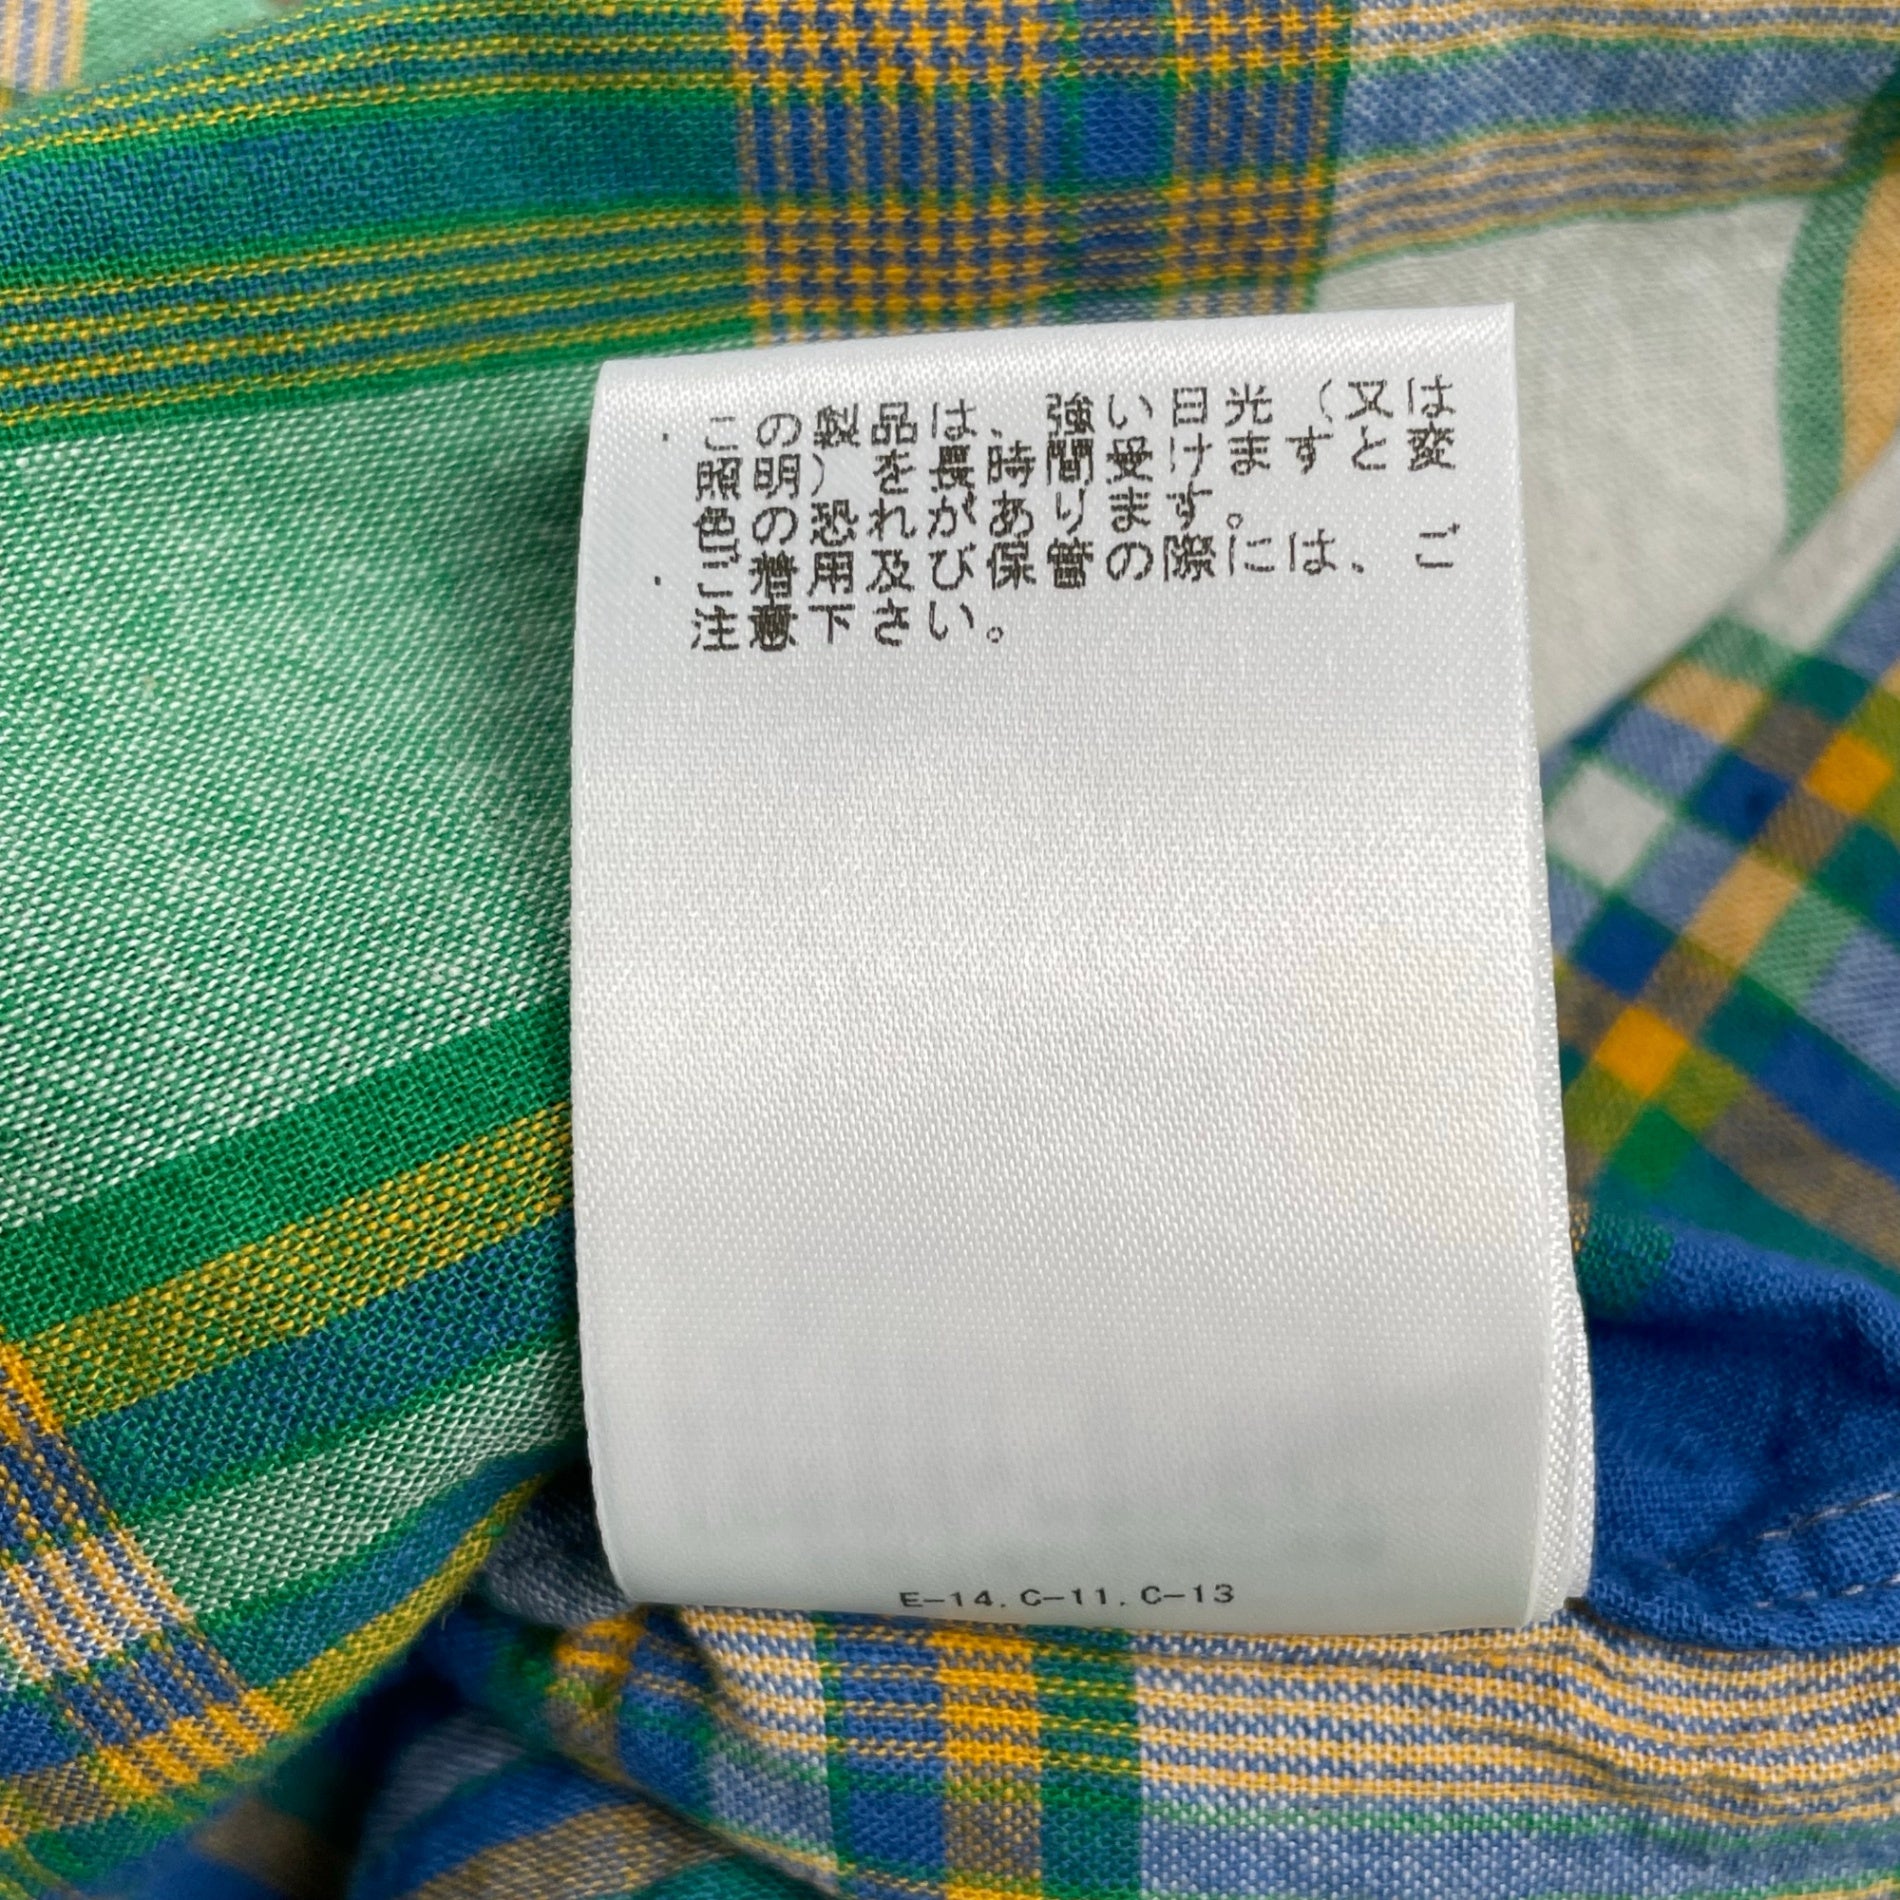 ・この製品は、強い日光（又は
照明）を長時間受けますと変
色の恐れがあります。
・ご着用及び保管の際には、ご
注意下さい。
E-14. C-11. C-13